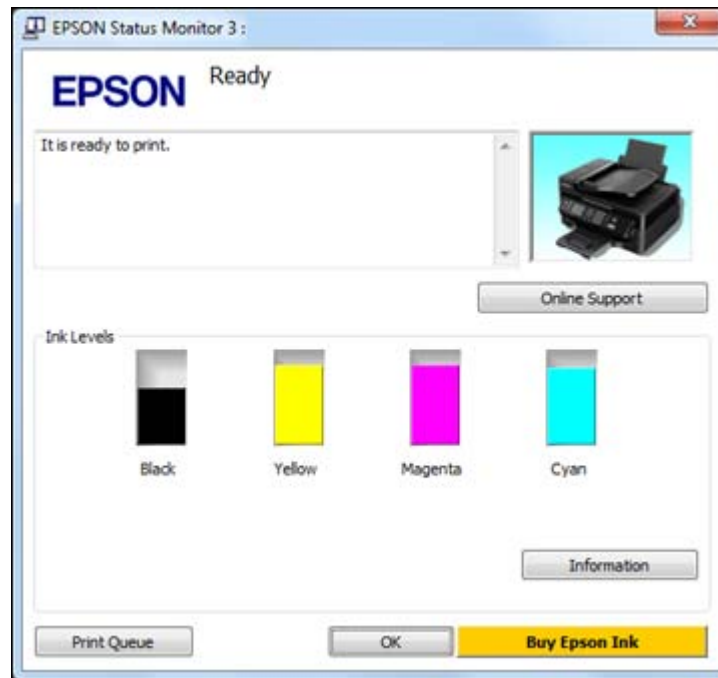 EPSON Status Monitor 3 :
EPSON
Ready
It is ready to print.
Online Support
Ink Levels
Black Yellow Magenta Cyan
Information
Print Queue OK Buy Epson Ink